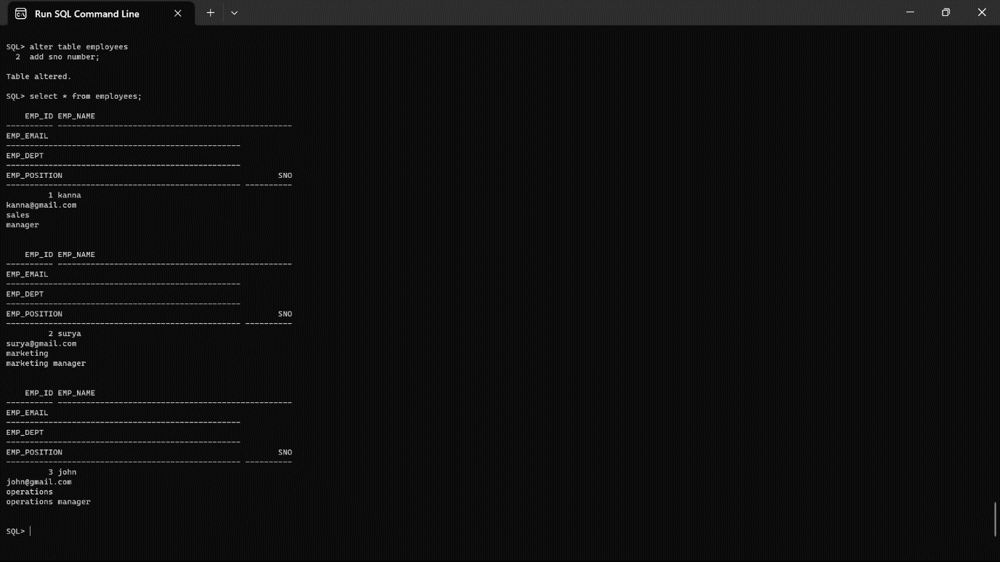 Run SQL Command Line
SQL> alter table employees
  2  add sno number;
Table altered.
SQL> select * from employees;
    EMP_ID EMP_NAME
---------- --------------------------------------------------
EMP_EMAIL
--------------------------------------------------
EMP_DEPT
--------------------------------------------------
EMP_POSITION                                              SNO
-------------------------------------------------- ----------
         1 kanna
kanna@gmail.com
sales
manager
    EMP_ID EMP_NAME
---------- --------------------------------------------------
EMP_EMAIL
--------------------------------------------------
EMP_DEPT
--------------------------------------------------
EMP_POSITION                                              SNO
-------------------------------------------------- ----------
         2 surya
surya@gmail.com
marketing
marketing manager
    EMP_ID EMP_NAME
---------- --------------------------------------------------
EMP_EMAIL
--------------------------------------------------
EMP_DEPT
--------------------------------------------------
EMP_POSITION                                              SNO
-------------------------------------------------- ----------
         3 john
john@gmail.com
operations
operations manager
SQL>